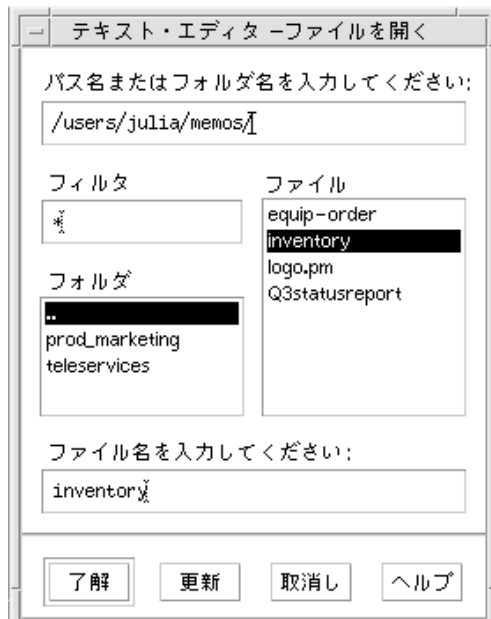 テキスト・エディタ −ファイルを開く
パス名またはフォルダ名を入力してください:
/users/julia/memos/
フィルタ
*
フォルダ
..
prod_marketing
teleservices
ファイル
equip-order
inventory
logo.pm
Q3statusreport
ファイル名を入力してください:
inventory
了解 更新 取消し ヘルプ